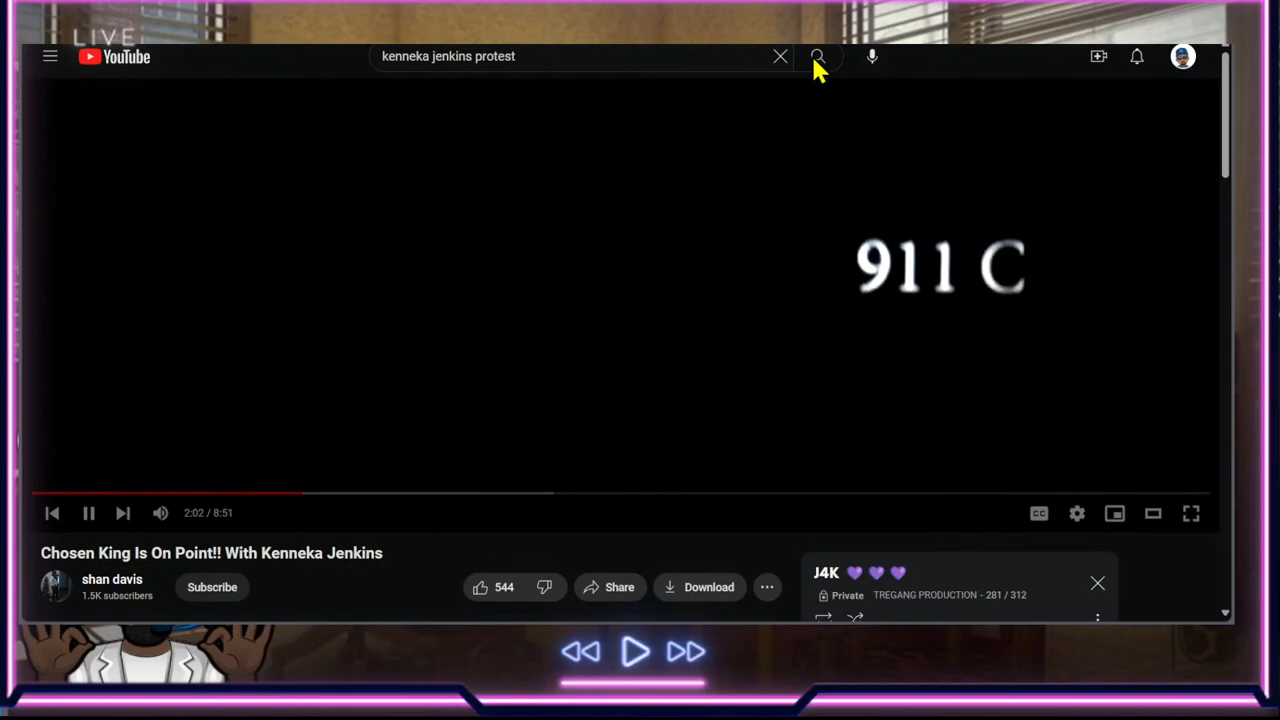 LIVE
YouTube
kenneka jenkins protest
911 C
2:02 / 8:51
CC
Chosen King Is On Point!! With Kenneka Jenkins
shan davis
1.5K subscribers
Subscribe
544
Share
Download
J4K 💜 💜 💜
Private TREGANG PRODUCTION - 281 / 312